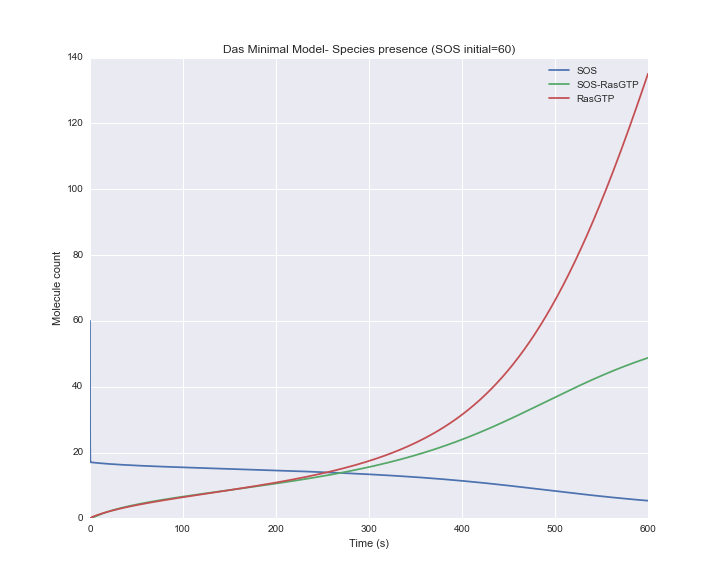 Das Minimal Model- Species presence (SOS initial=60)
140
120
100
80
60
40
20
0
Molecule count
SOS
SOS-RasGTP
RasGTP
0 100 200 300 400 500 600
Time (s)